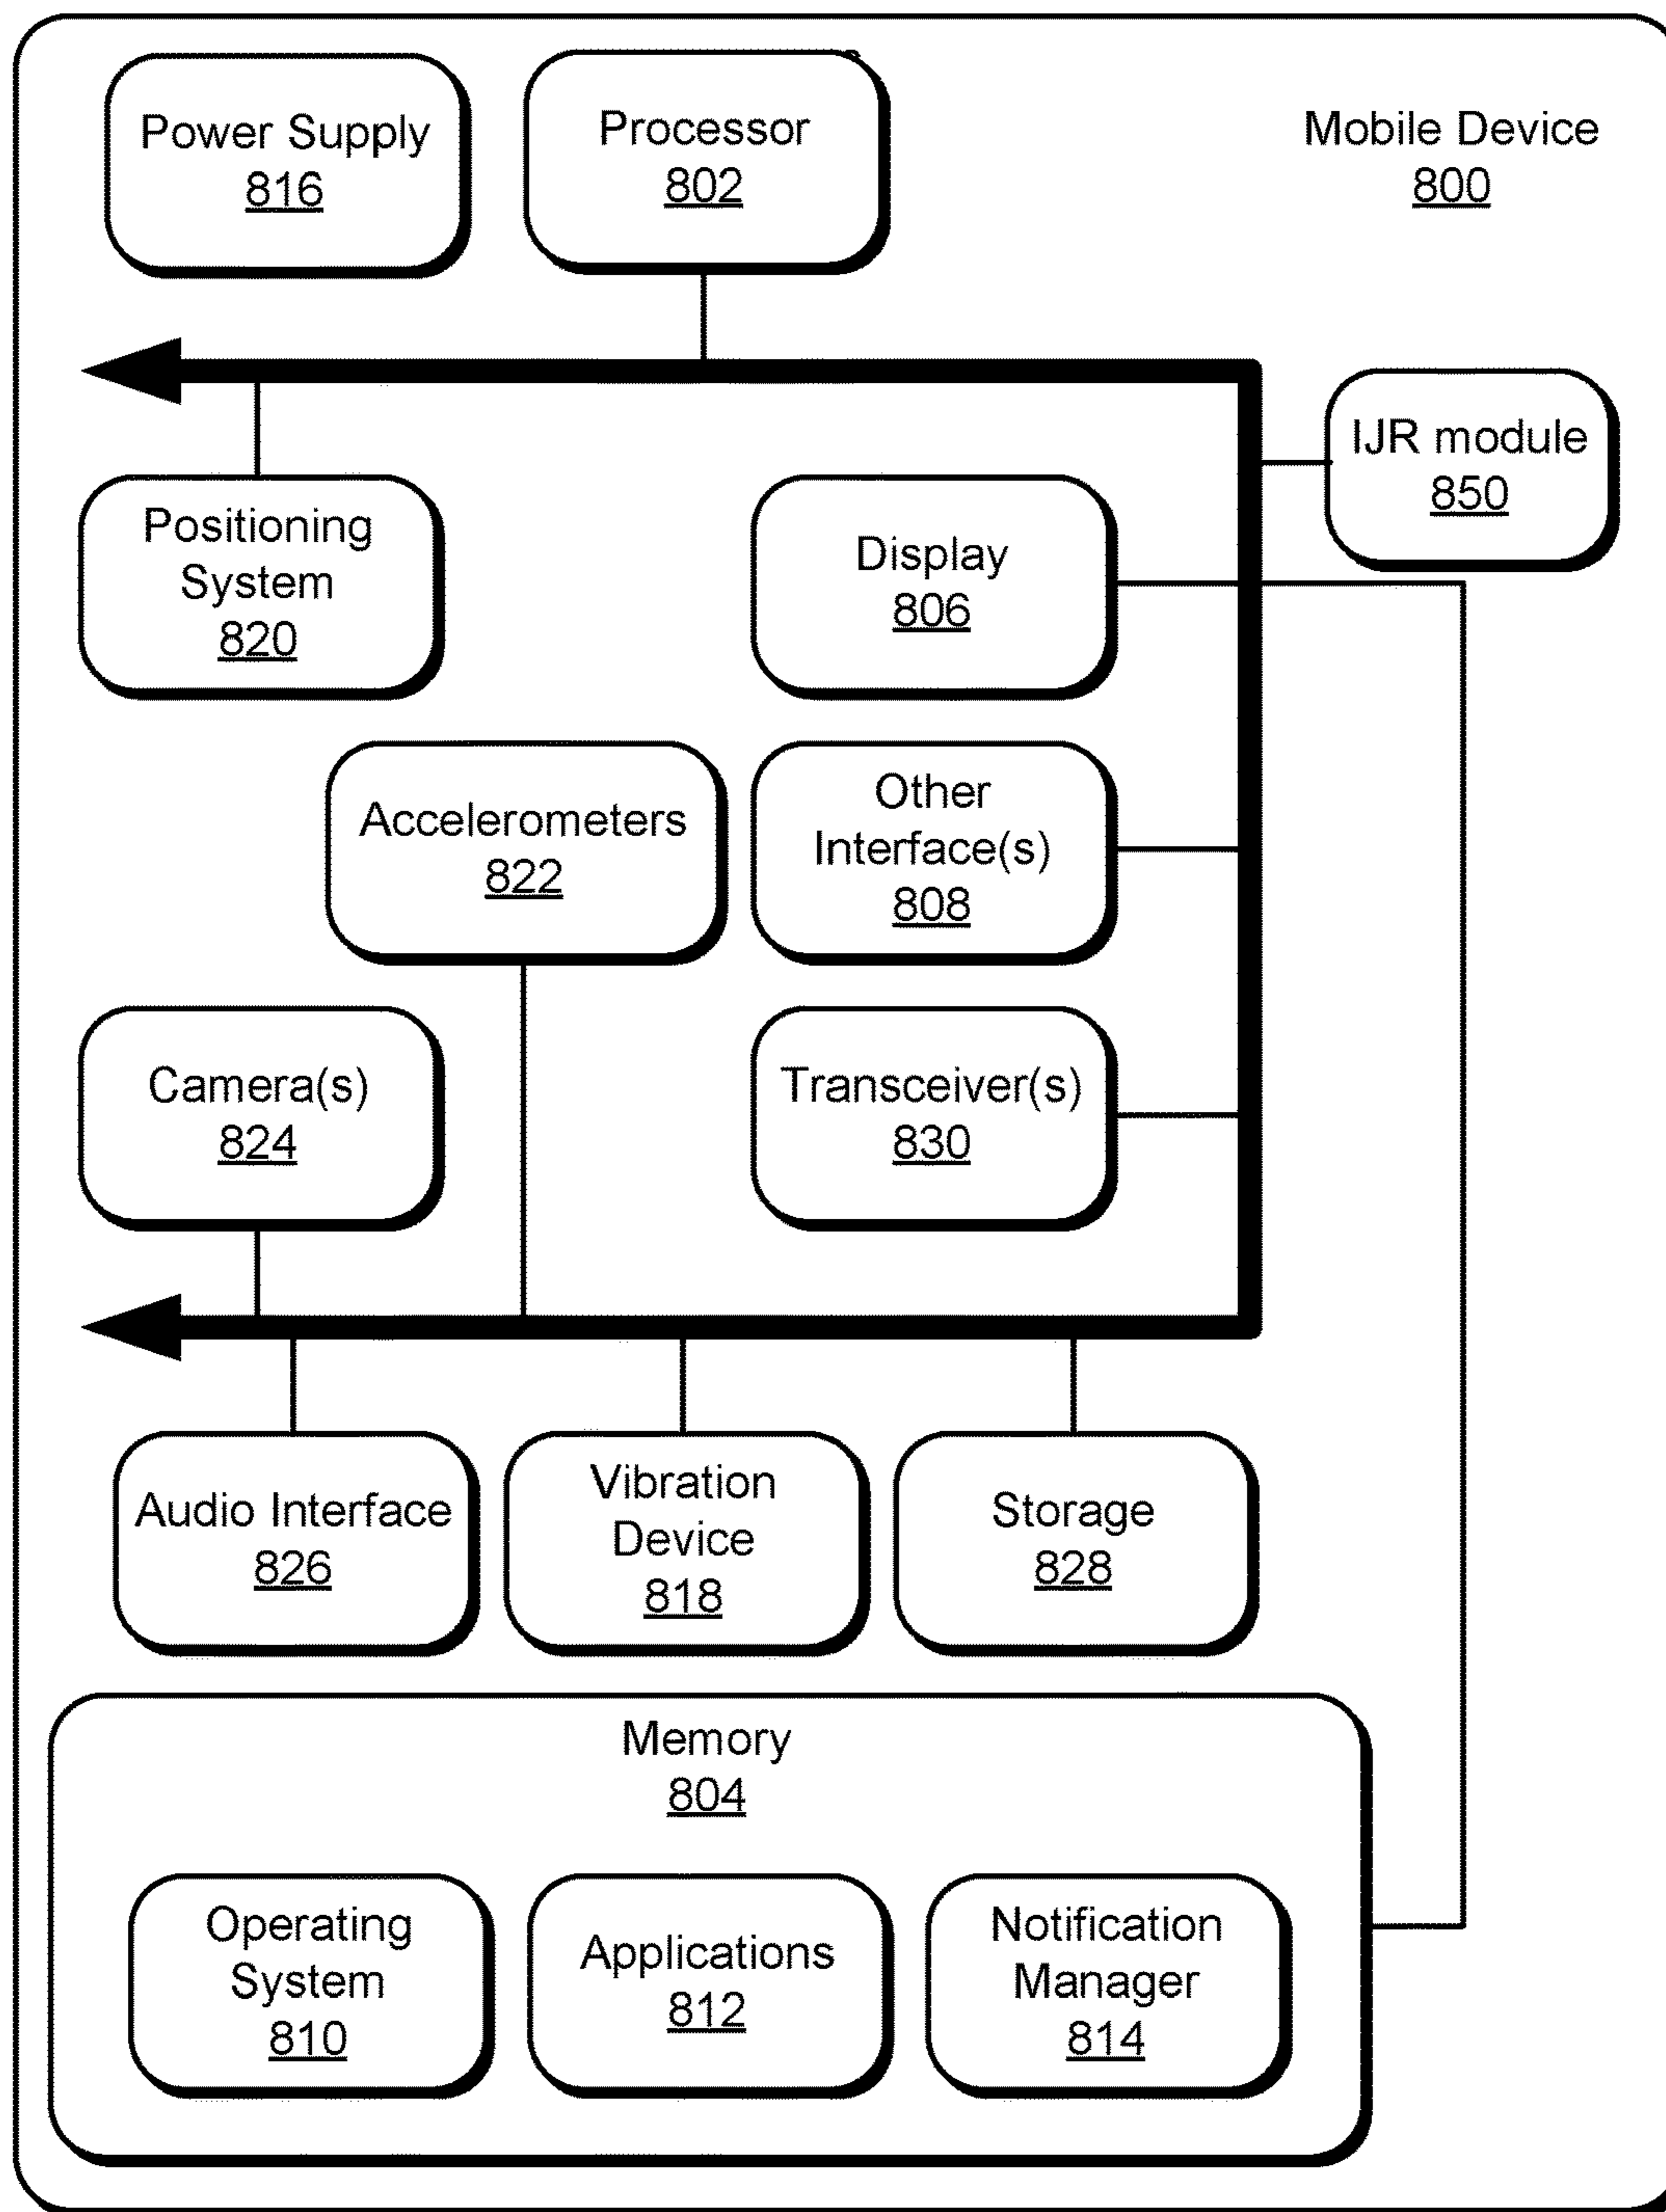 Power Supply
816
Processor
802
Mobile Device
800
IJR module
850
Positioning
System
820
Display
806
Accelerometers
822
Other
Interface(s)
808
Camera(s)
824
Transceiver(s)
830
Audio Interface
826
Vibration
Device
818
Storage
828
Memory
804
Operating
System
810
Applications
812
Notification
Manager
814